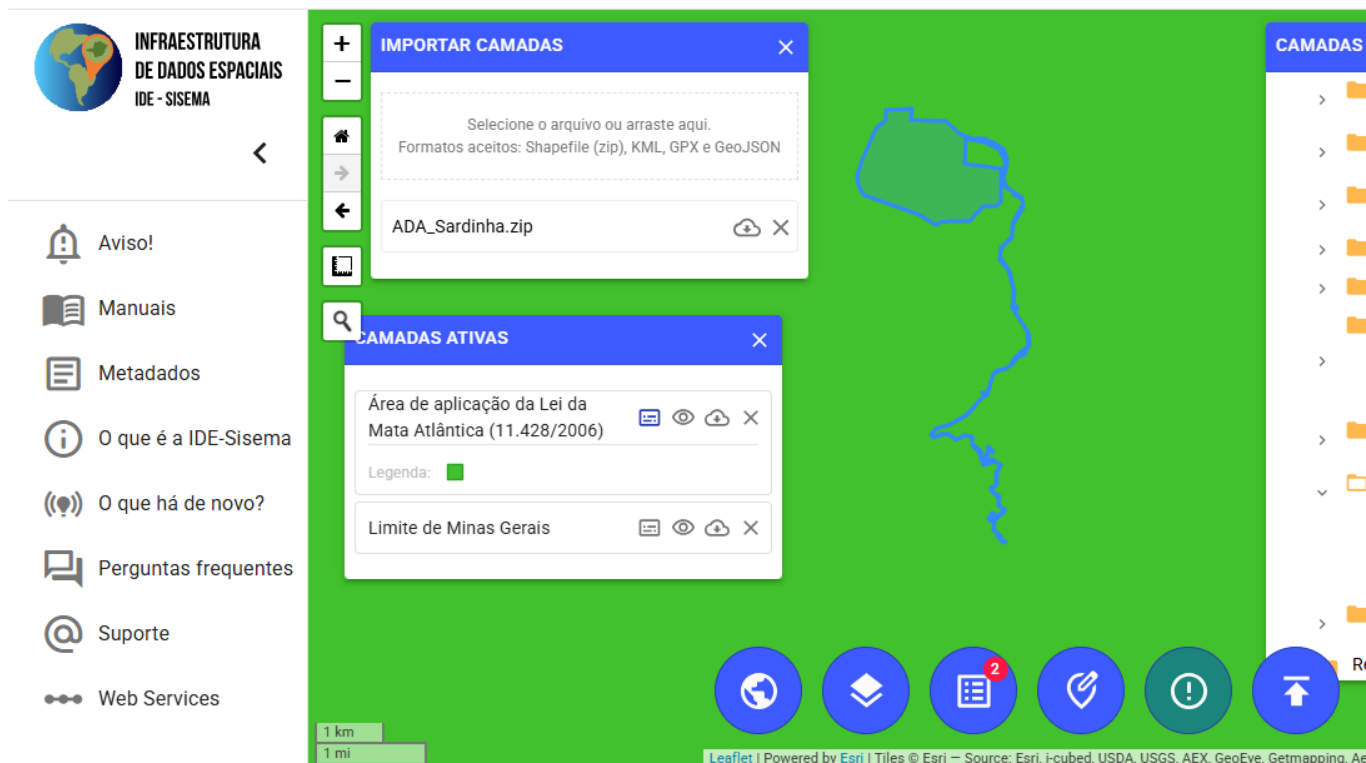 INFRAESTRUTURA
DE DADOS ESPACIAIS
IDE - SISEMA
Aviso!
Manuais
Metadados
O que é a IDE-Sisema
O que há de novo?
Perguntas frequentes
Suporte
Web Services
+
−
IMPORTAR CAMADAS
Selecione o arquivo ou arraste aqui.
Formatos aceitos: Shapefile (zip), KML, GPX e GeoJSON
ADA_Sardinha.zip
CAMADAS ATIVAS
Área de aplicação da Lei da
Mata Atlântica (11.428/2006)
Legenda:
Limite de Minas Gerais
CAMADAS
2
1 km
1 mi
Leaflet | Powered by Esri | Tiles © Esri — Source: Esri, i-cubed, USDA, USGS, AEX, GeoEye, Getmapping,